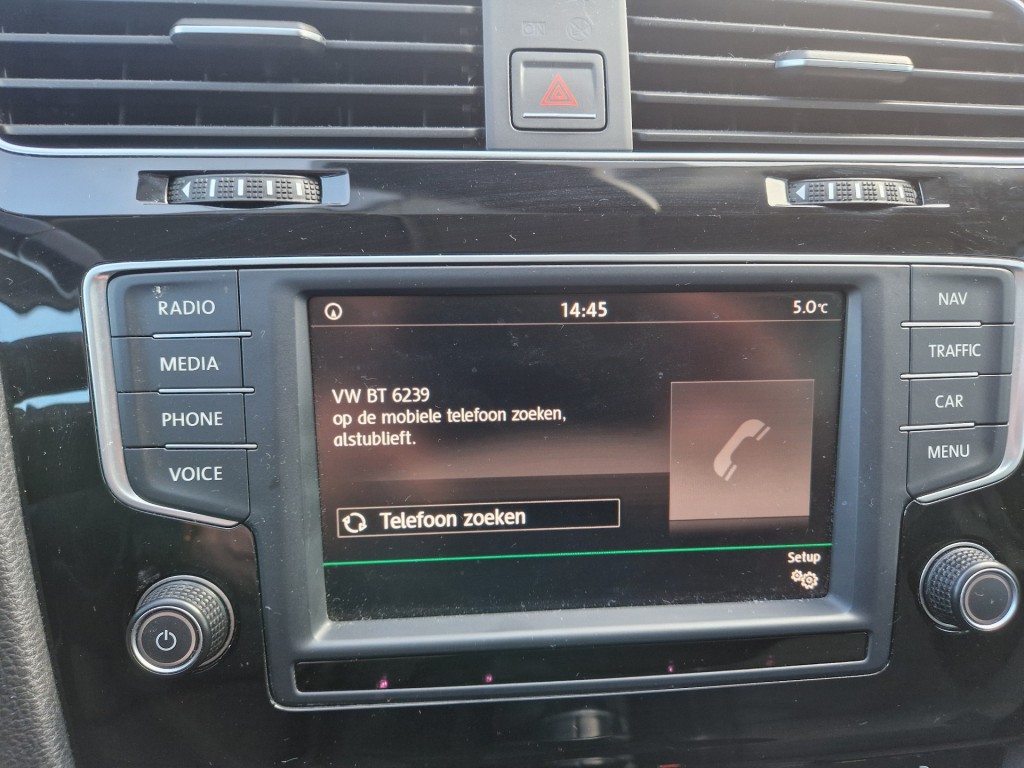 ON
RADIO
MEDIA
PHONE
VOICE
14:45
5.0°C
VW BT 6239
op de mobiele telefoon zoeken,
alstublieft.
Telefoon zoeken
Setup
NAV
TRAFFIC
CAR
MENU